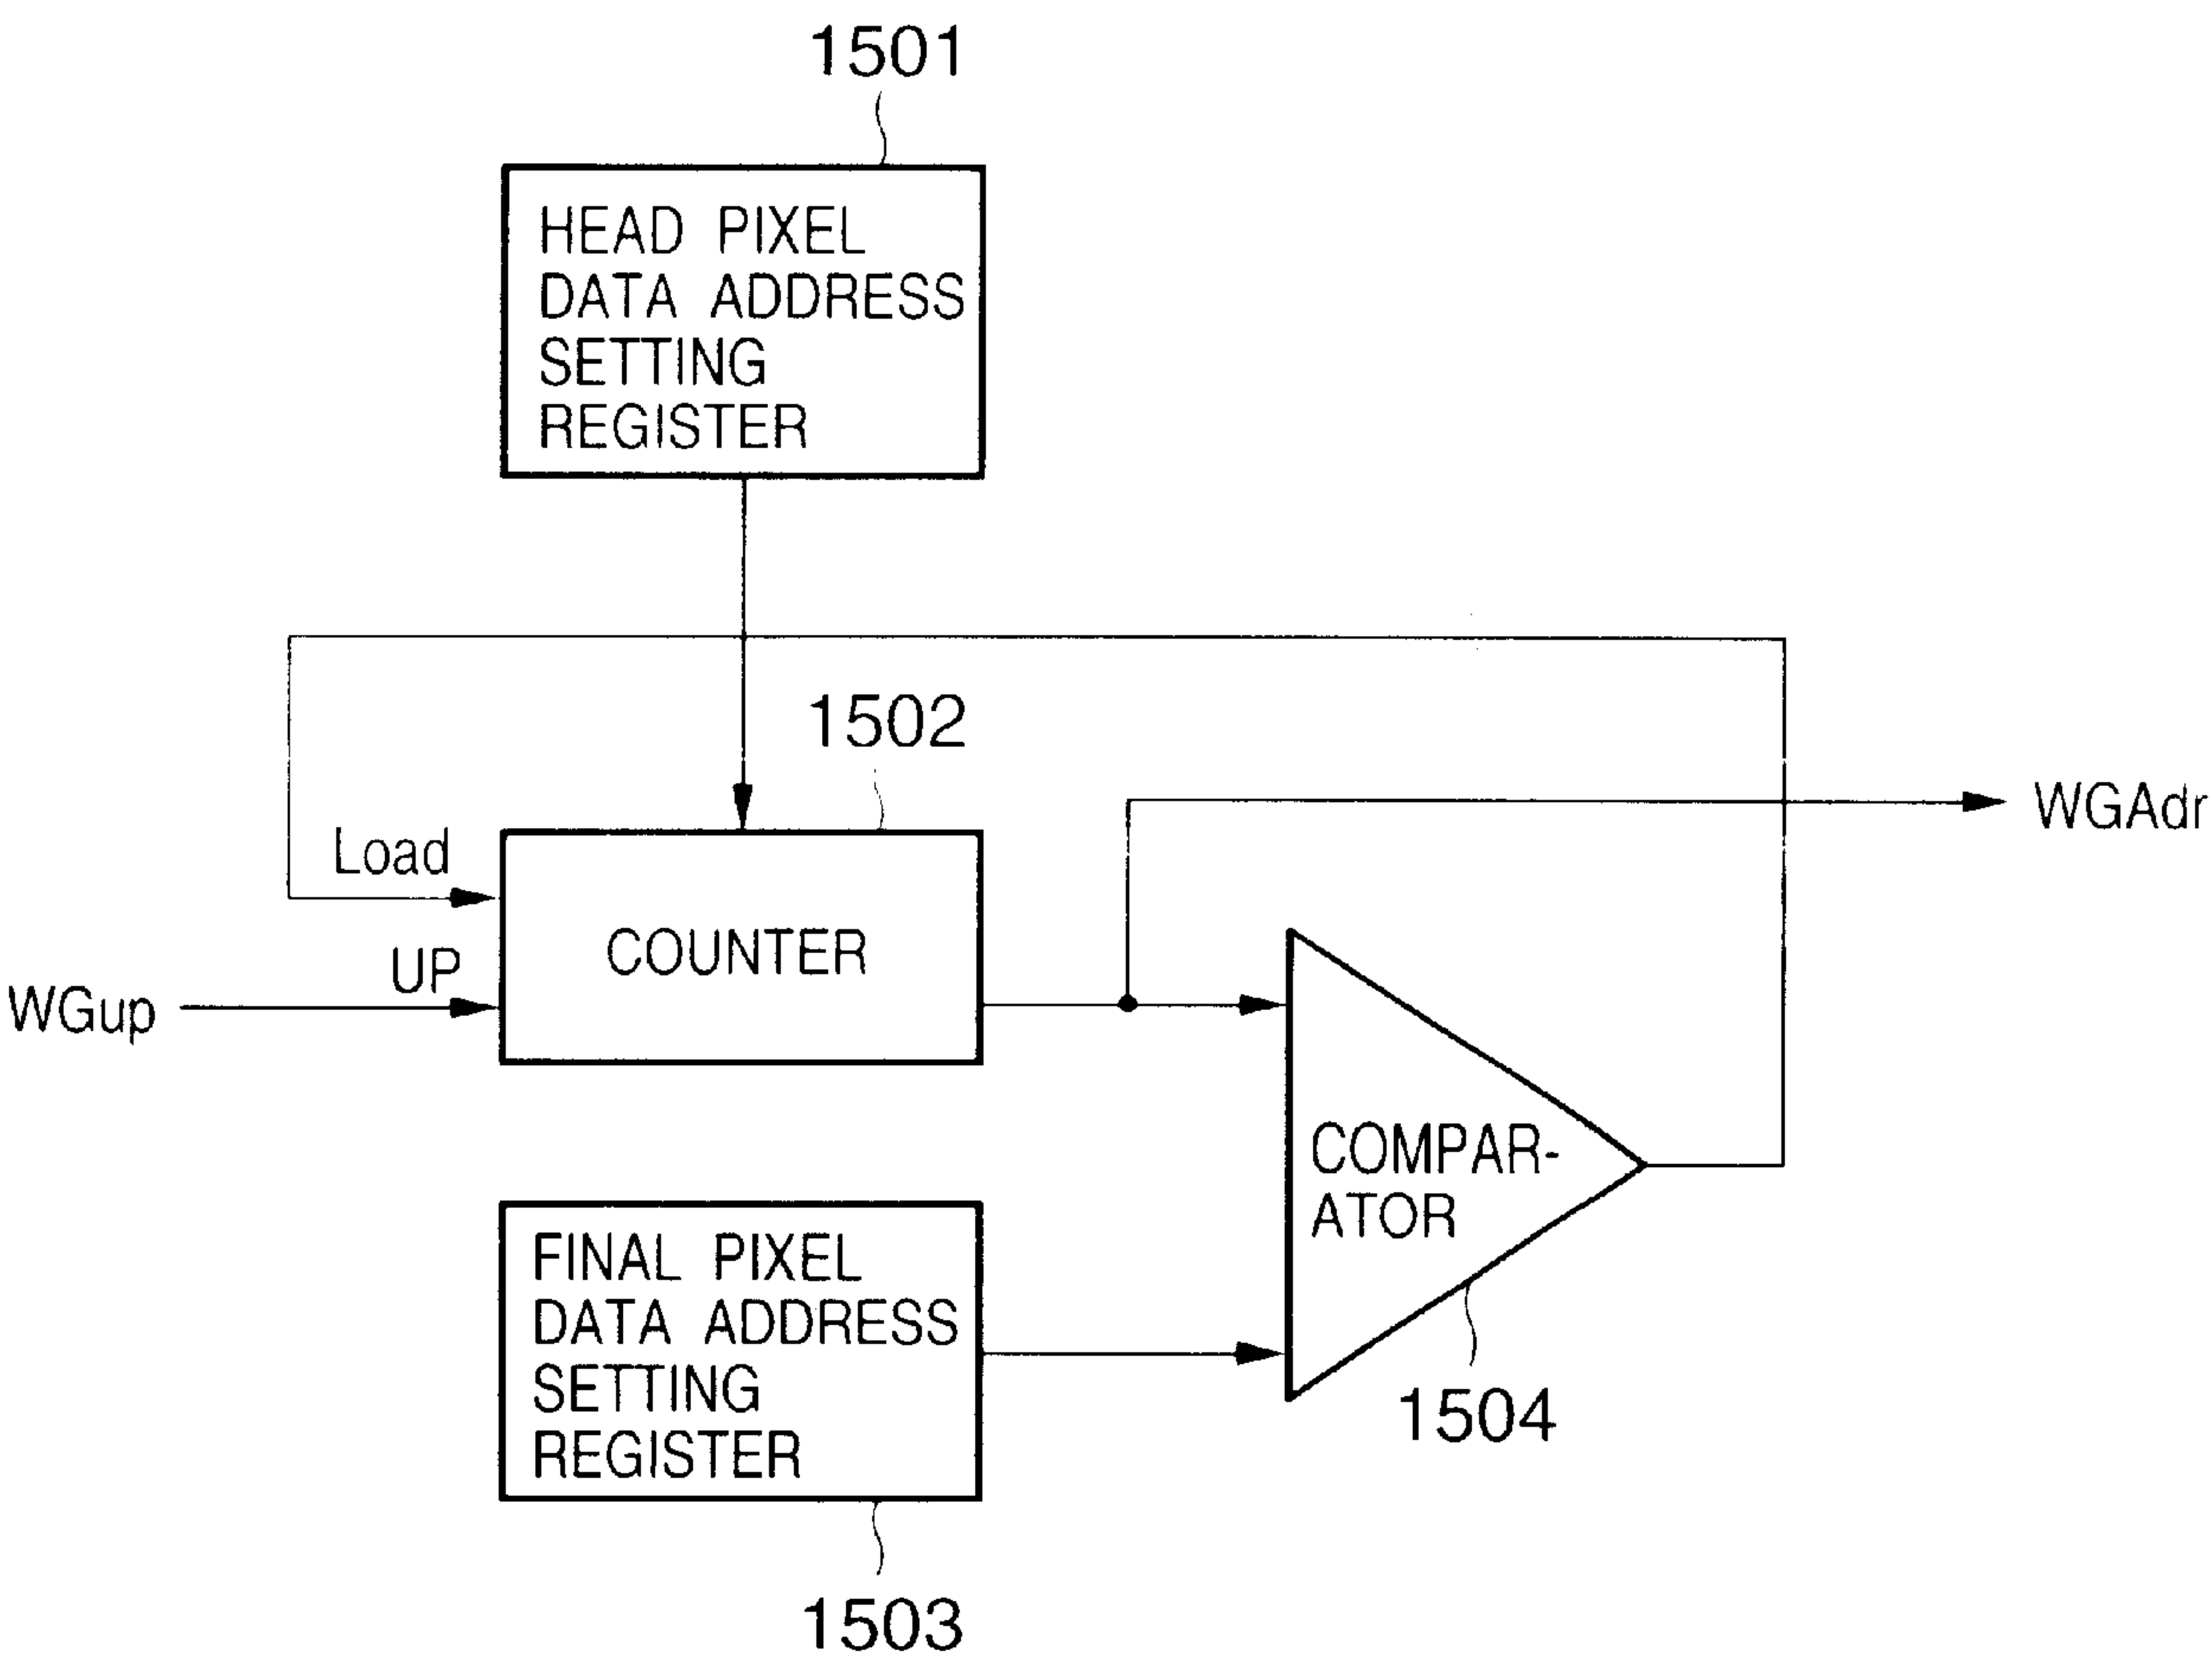 1501
HEAD PIXEL
DATA ADDRESS
SETTING
REGISTER
1502
WGAdr
Load
COUNTER
UP
WGup
COMPAR-
ATOR
FINAL PIXEL
DATA ADDRESS
SETTING
REGISTER
1504
1503